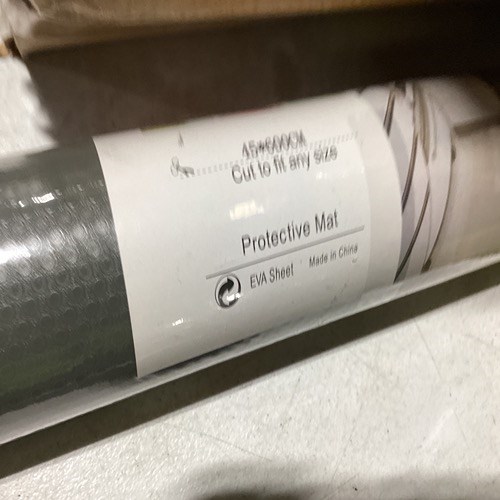 45*600CM
Cut to fit any size
Protective Mat
EVA Sheet
Made in China